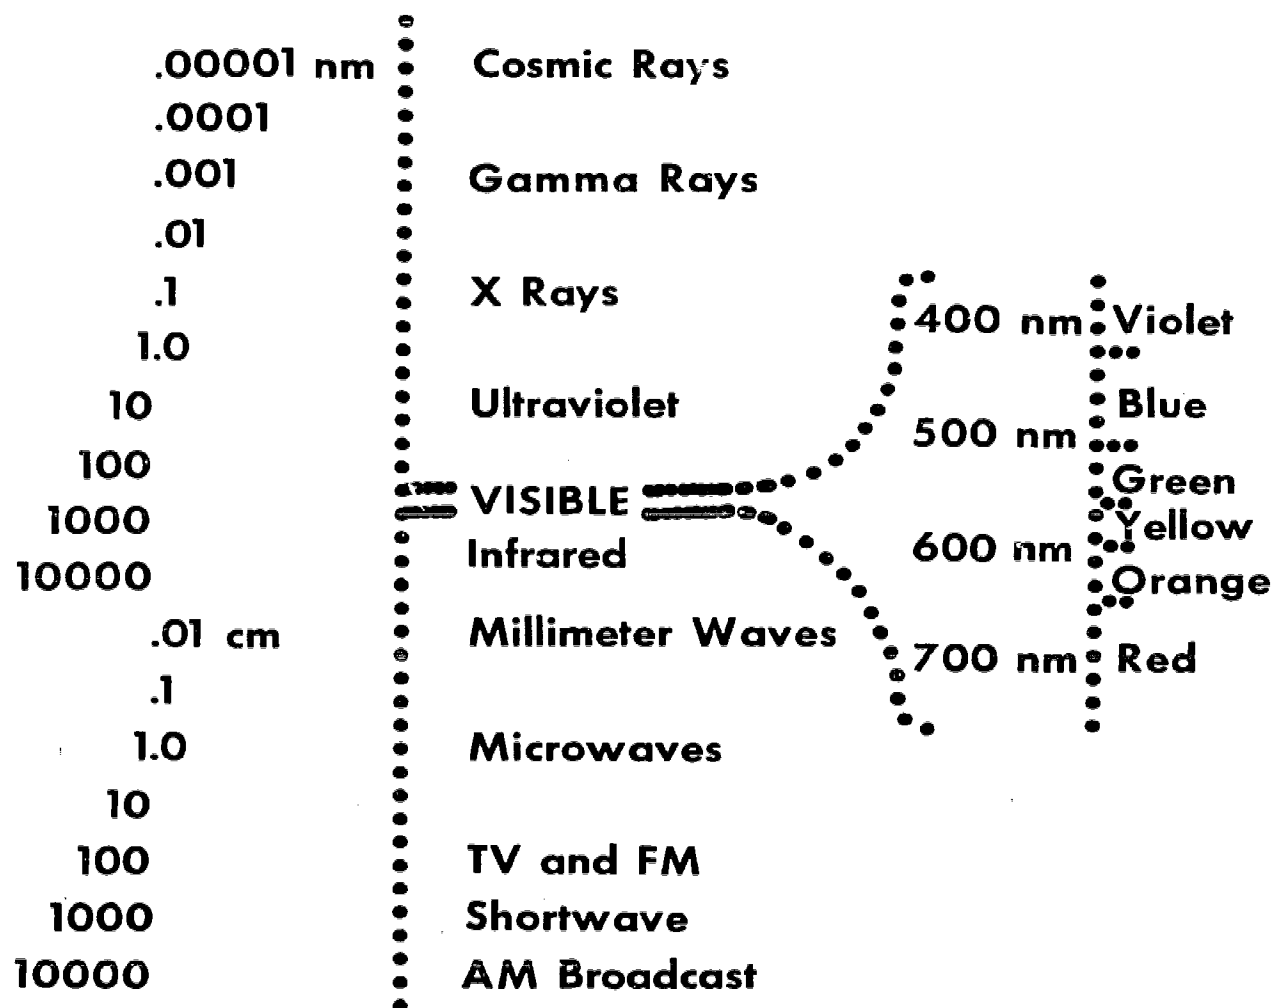 .00001 nm Cosmic Rays
.0001
.001 Gamma Rays
.01
.1 X Rays
1.0
10 Ultraviolet
100
VISIBLE
1000
Infrared
10000
.01 cm Millimeter Waves
.1
1.0 Microwaves
10
100 TV and FM
1000 Shortwave
10000 AM Broadcast
400 nm Violet
Blue
500 nm
Green
Yellow
600 nm
Orange
700 nm Red